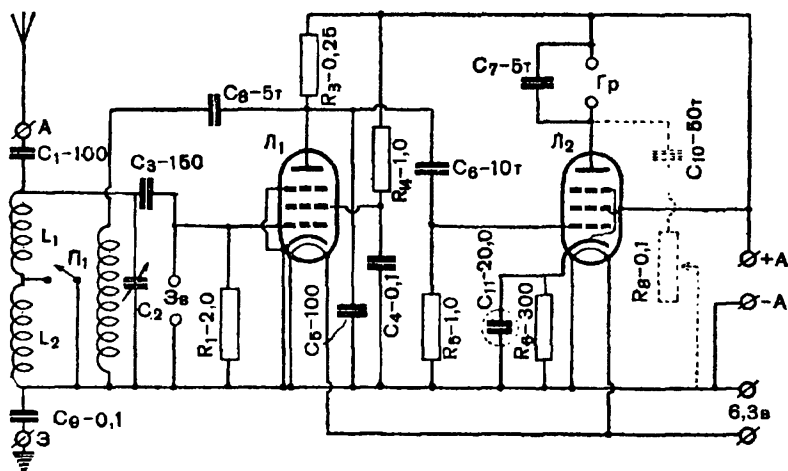 А
C₁-100
C₃-150
C₈-5т
R₃-0,25
Л₁
R₄-1,0
C₆-10т
C₇-5т
Гр
Л₂
C₁₀-50т
L₁
П₁
C₂
Зв
R₁-2,0
C₅-100
C₄-0,1
R₅-1,0
C₁₁-20,0
R₆-300
R₈-0,1
+А
-А
L₂
C₉-0,1
З
6,3в